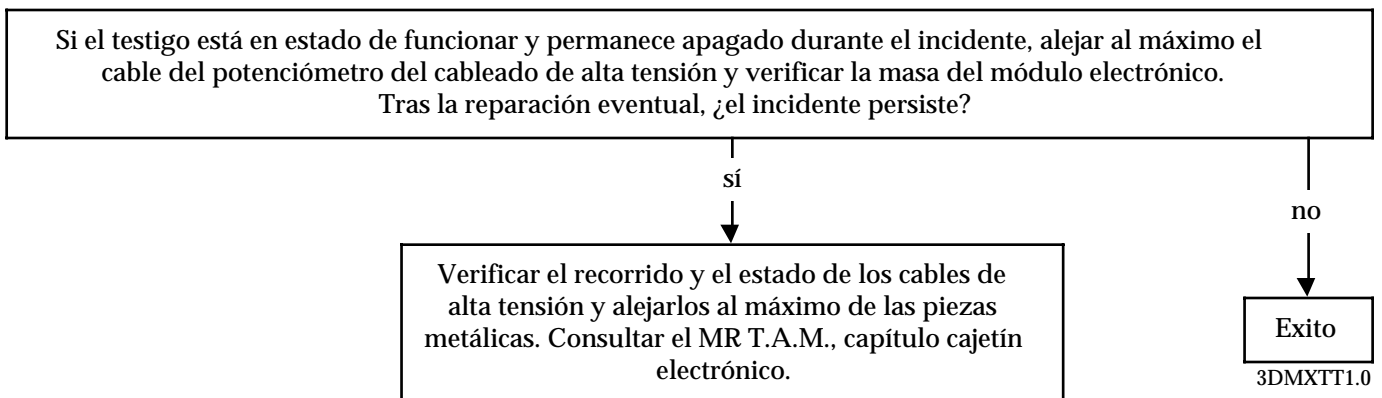 Si el testigo está en estado de funcionar y permanece apagado durante el incidente, alejar al máximo el
cable del potenciómetro del cableado de alta tensión y verificar la masa del módulo electrónico.
Tras la reparación eventual, ¿el incidente persiste?
sí
no
Verificar el recorrido y el estado de los cables de
alta tensión y alejarlos al máximo de las piezas
metálicas. Consultar el MR T.A.M., capítulo cajetín
electrónico.
Exito
3DMXTT1.0